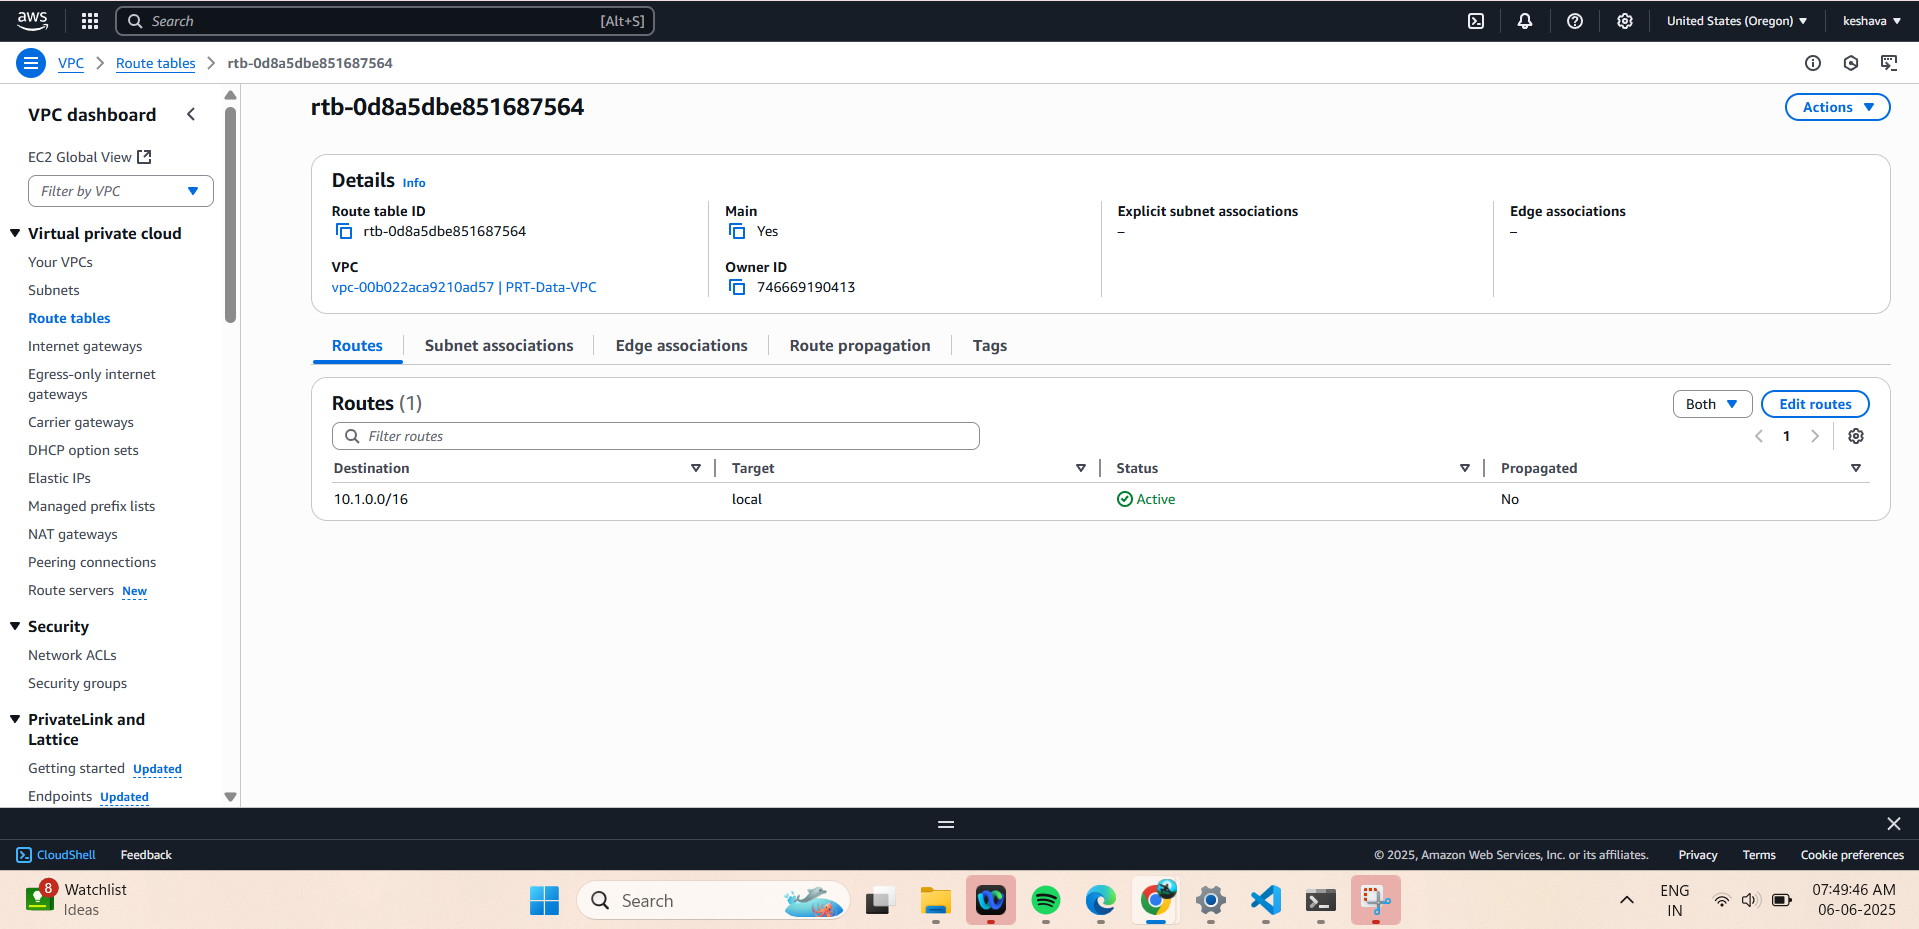 aws
Search [Alt+S]
United States (Oregon)
keshava
VPC
Route tables
rtb-0d8a5dbe851687564
VPC dashboard
EC2 Global View
Filter by VPC
Virtual private cloud
Your VPCs
Subnets
Route tables
Internet gateways
Egress-only internet
gateways
Carrier gateways
DHCP option sets
Elastic IPs
Managed prefix lists
NAT gateways
Peering connections
Route servers New
Security
Network ACLs
Security groups
PrivateLink and
Lattice
Getting started Updated
Endpoints Updated
rtb-0d8a5dbe851687564
Actions
Details Info
Route table ID
rtb-0d8a5dbe851687564
Main
Yes
Explicit subnet associations
–
Edge associations
–
VPC
vpc-00b022aca9210ad57 | PRT-Data-VPC
Owner ID
746669190413
Routes
Subnet associations
Edge associations
Route propagation
Tags
Routes (1)
Both
Edit routes
Filter routes
1
Destination Target Status Propagated
10.1.0.0/16 local Active No
CloudShell
Feedback
© 2025, Amazon Web Services, Inc. or its affiliates.
Privacy
Terms
Cookie preferences
8
Watchlist
Ideas
Search
ENG
IN
07:49:46 AM
06-06-2025